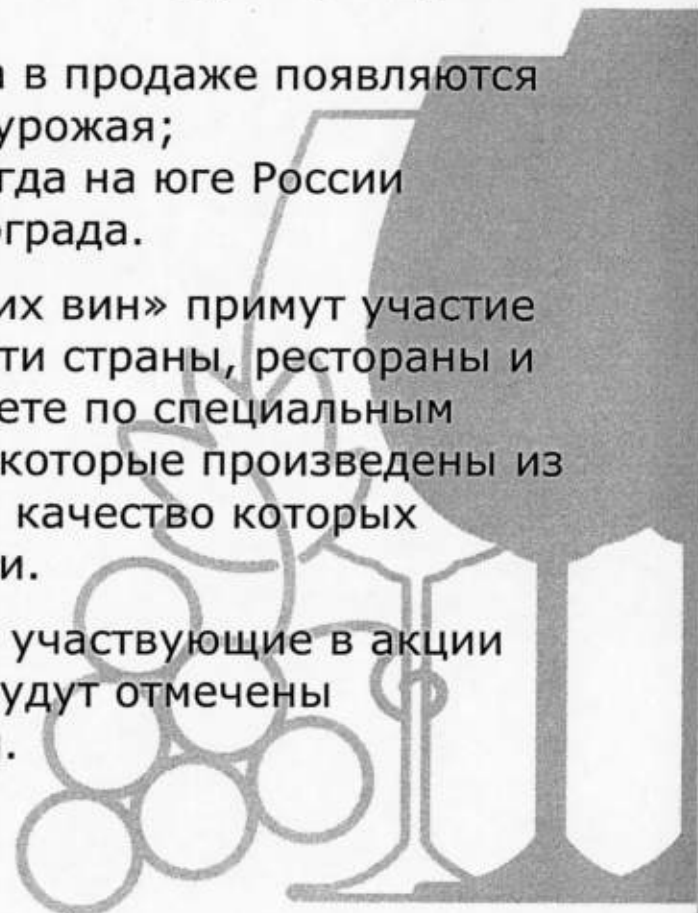 в продаже появляются
урожая;
гда на юге России
града.
их вин» примут участие
ти страны, рестораны и
ете по специальным
которые произведены из
качество которых
и.
участвующие в акции
удут отмечены